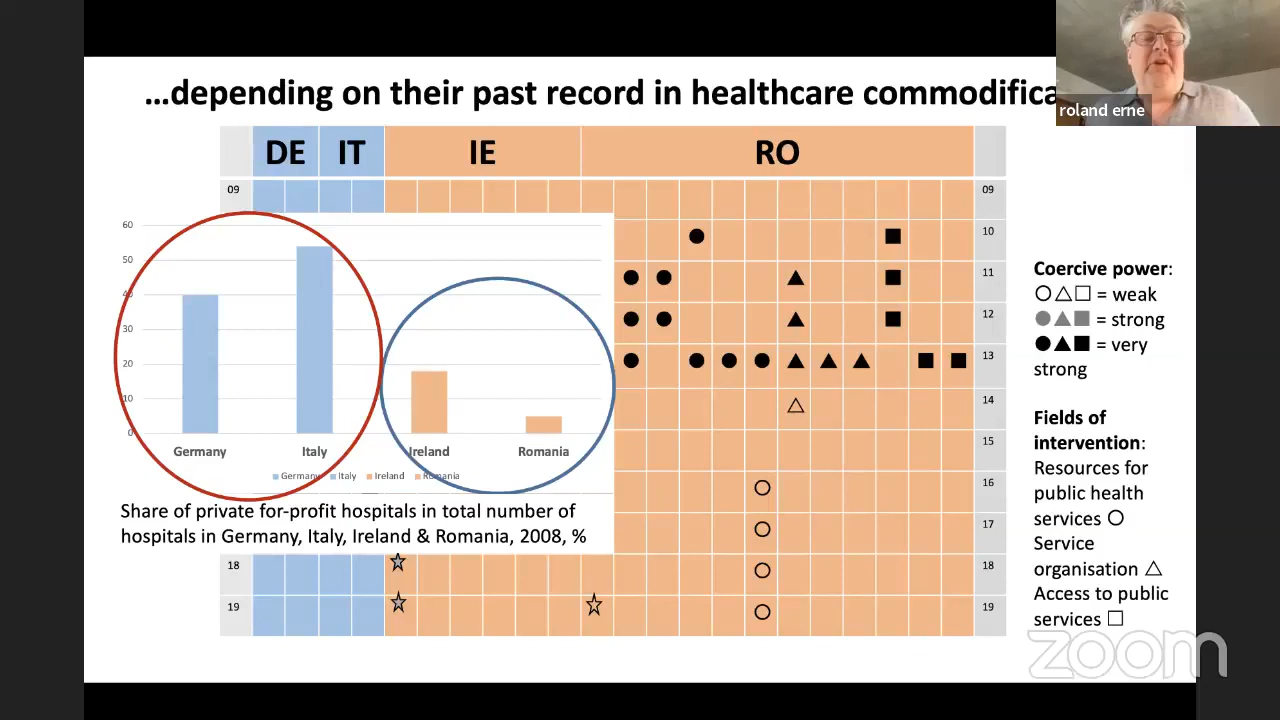 …depending on their past record in healthcare commodifica
roland erne
DE IT IE RO
09 09
10
11
12
13
14
15
16
17
18 18
19 19
60
50
40
30
20
10
0
Germany Italy Ireland Romania
Germany Italy Ireland Romania
Share of private for-profit hospitals in total number of
hospitals in Germany, Italy, Ireland & Romania, 2008, %
Coercive power:
○△□ = weak
●▲■ = strong
●▲■ = very
strong
Fields of
intervention:
Resources for
public health
services ○
Service
organisation △
Access to public
services □
zoom